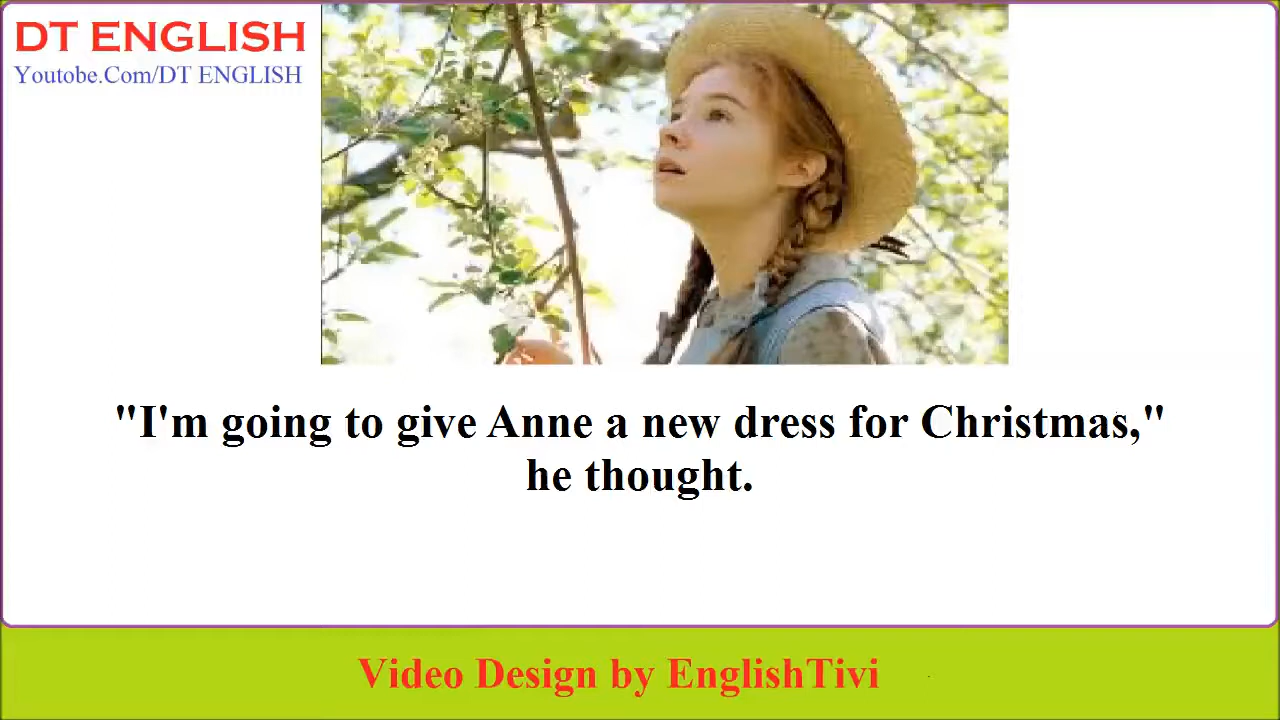 DT ENGLISH
Youtube.Com/DT ENGLISH
"I'm going to give Anne a new dress for Christmas,"
he thought.
Video Design by EnglishTivi